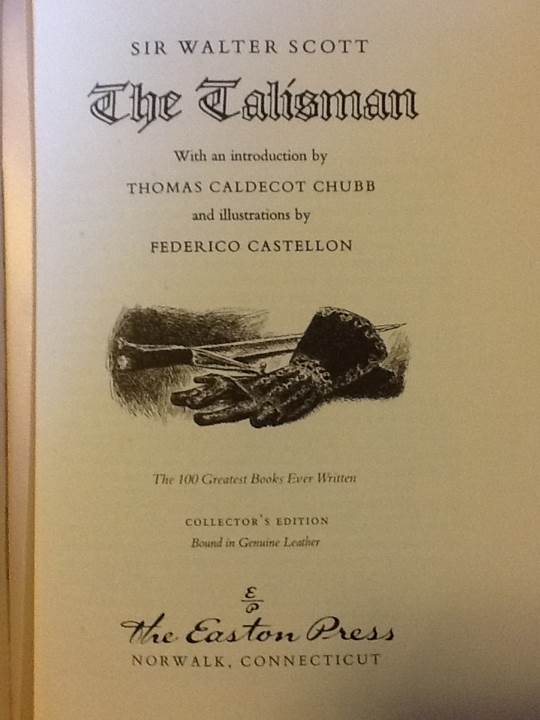 SIR WALTER SCOTT
The Talisman
With an introduction by
THOMAS CALDECOT CHUBB
and illustrations by
FEDERICO CASTELLON
The 100 Greatest Books Ever Written
COLLECTOR'S EDITION
Bound in Genuine Leather
E
P
The Easton Press
NORWALK, CONNECTICUT